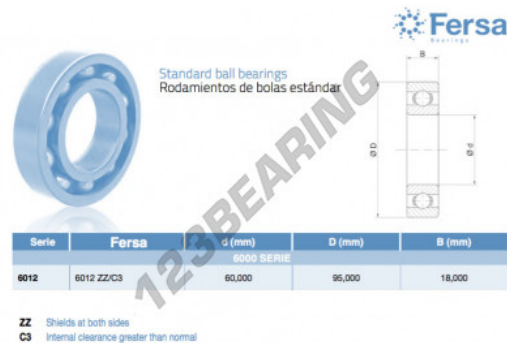 Fersa
Bearings
Standard ball bearings
Rodamientos de bolas estándar
B
Ø D
Ø d
123BEARING
Serie Fersa d (mm) D (mm) B (mm)
6000 SERIE
6012 6012 ZZ/C3 60,000 95,000 18,000
ZZ Shields at both sides
C3 Internal clearance greater than normal